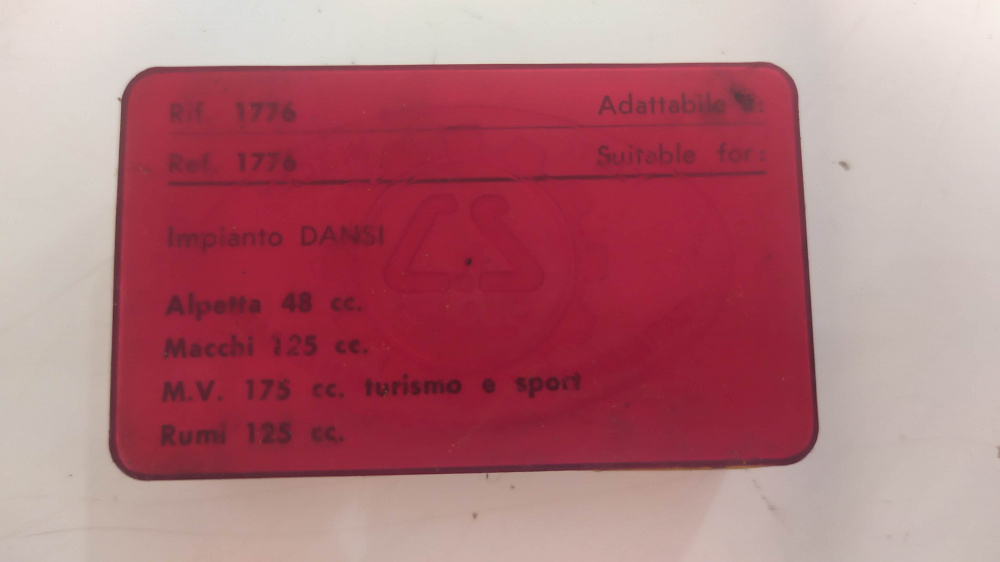 Rif. 1776 Adattabile a:
Ref. 1776 Suitable for:
Impianto DANSI
Alpetta 48 cc.
Macchi 125 cc.
M.V. 175 cc. turismo e sport
Rumi 125 cc.